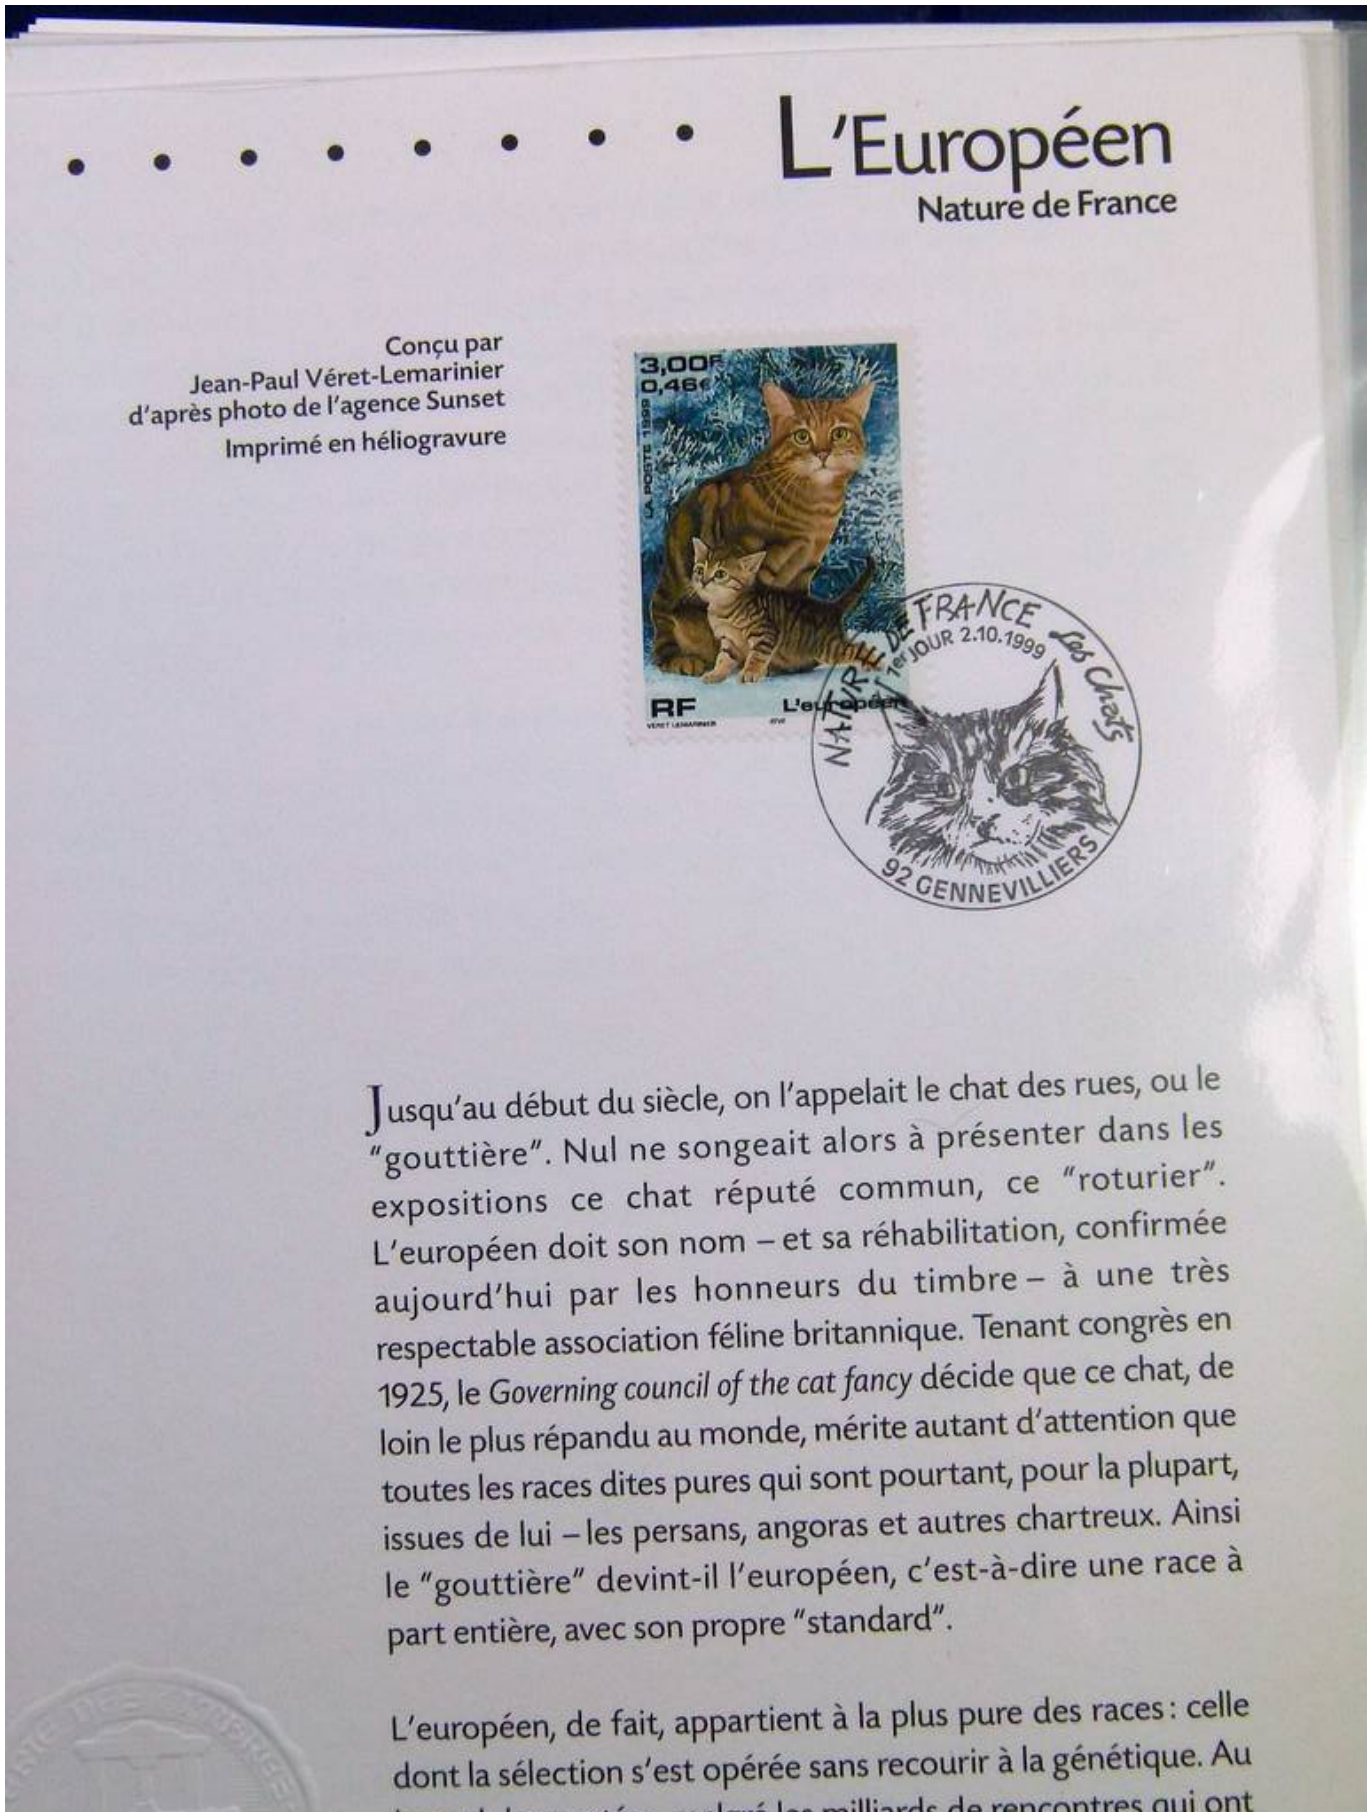 L'Européen
Nature de France
Conçu par
Jean-Paul Véret-Lemarinier
d'après photo de l'agence Sunset
Imprimé en héliogravure
3,00F
0,46€
LA POSTE 1999
RF
L'européen
VERET LEMARINIER
NATURE DE FRANCE Les Chats
1er JOUR 2.10.1999
92 GENNEVILLIERS
Jusqu'au début du siècle, on l'appelait le chat des rues, ou le
"gouttière". Nul ne songeait alors à présenter dans les
expositions ce chat réputé commun, ce "roturier".
L'européen doit son nom – et sa réhabilitation, confirmée
aujourd'hui par les honneurs du timbre – à une très
respectable association féline britannique. Tenant congrès en
1925, le Governing council of the cat fancy décide que ce chat, de
loin le plus répandu au monde, mérite autant d'attention que
toutes les races dites pures qui sont pourtant, pour la plupart,
issues de lui – les persans, angoras et autres chartreux. Ainsi
le "gouttière" devint-il l'européen, c'est-à-dire une race à
part entière, avec son propre "standard".
L'européen, de fait, appartient à la plus pure des races : celle
dont la sélection s'est opérée sans recourir à la génétique. Au
milliards de rencontres qui ont